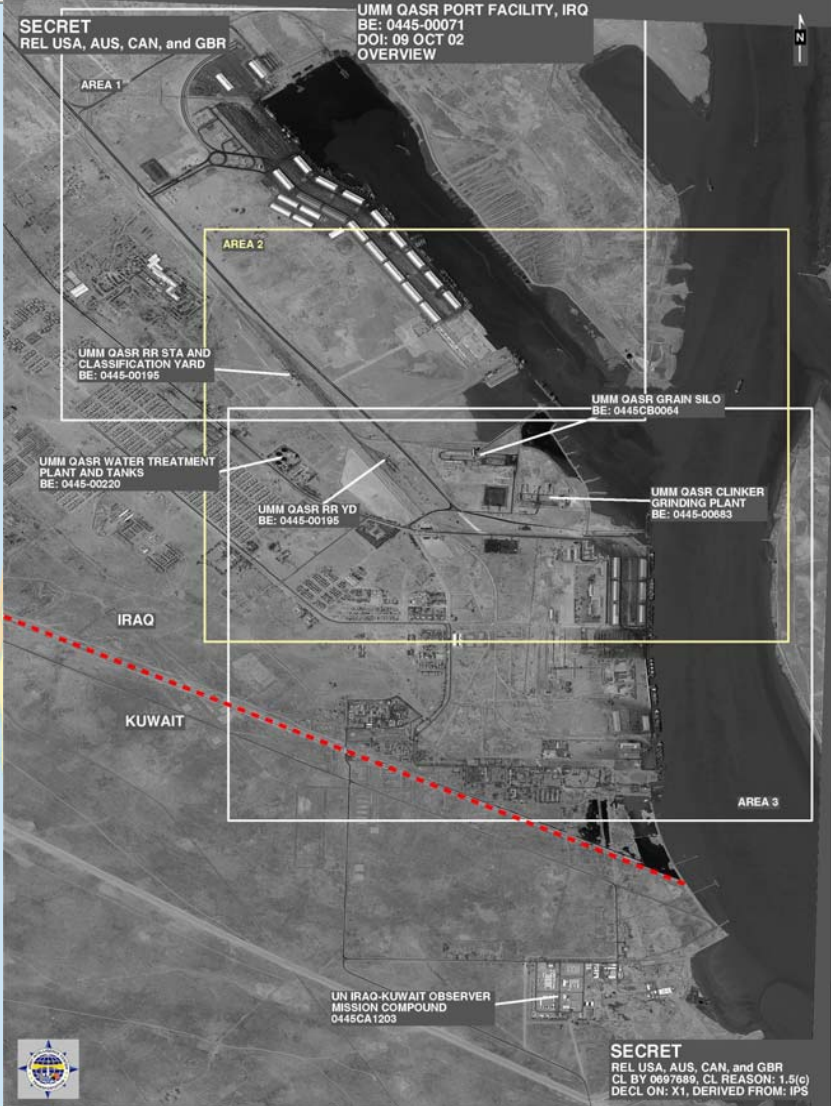 SECRET
REL USA, AUS, CAN, and GBR
UMM QASR PORT FACILITY, IRQ
BE: 0445-00071
DOI: 09 OCT 02
OVERVIEW
N
AREA 1
AREA 2
UMM QASR RR STA AND
CLASSIFICATION YARD
BE: 0445-00195
UMM QASR GRAIN SILO
BE: 0445CB0064
UMM QASR WATER TREATMENT
PLANT AND TANKS
BE: 0445-00220
UMM QASR RR YD
BE: 0445-00195
UMM QASR CLINKER
GRINDING PLANT
BE: 0445-00683
IRAQ
KUWAIT
AREA 3
UN IRAQ-KUWAIT OBSERVER
MISSION COMPOUND
0445CA1203
SECRET
REL USA, AUS, CAN, and GBR
CL BY 0697689, CL REASON: 1.5(c)
DECL ON: X1, DERIVED FROM: IPS